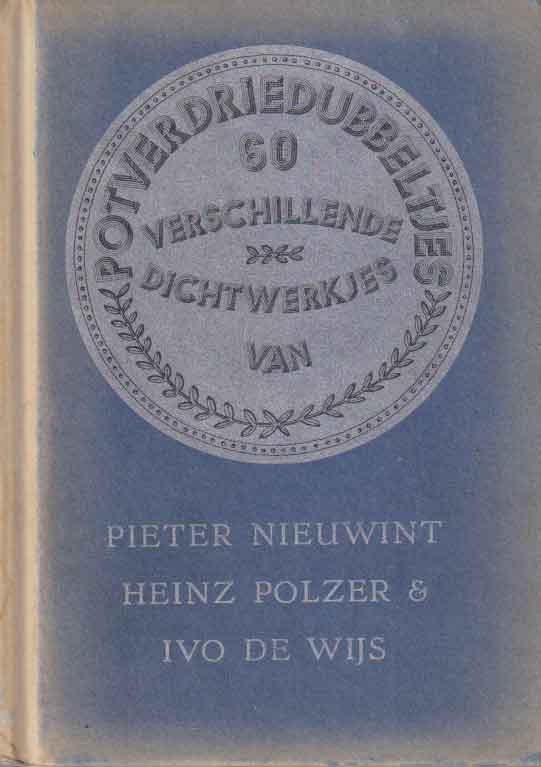 POTVERDRIEDUBBELTJES
60
VERSCHILLENDE
DICHTWERKJES
VAN
PIETER NIEUWINT
HEINZ POLZER &
IVO DE WIJS